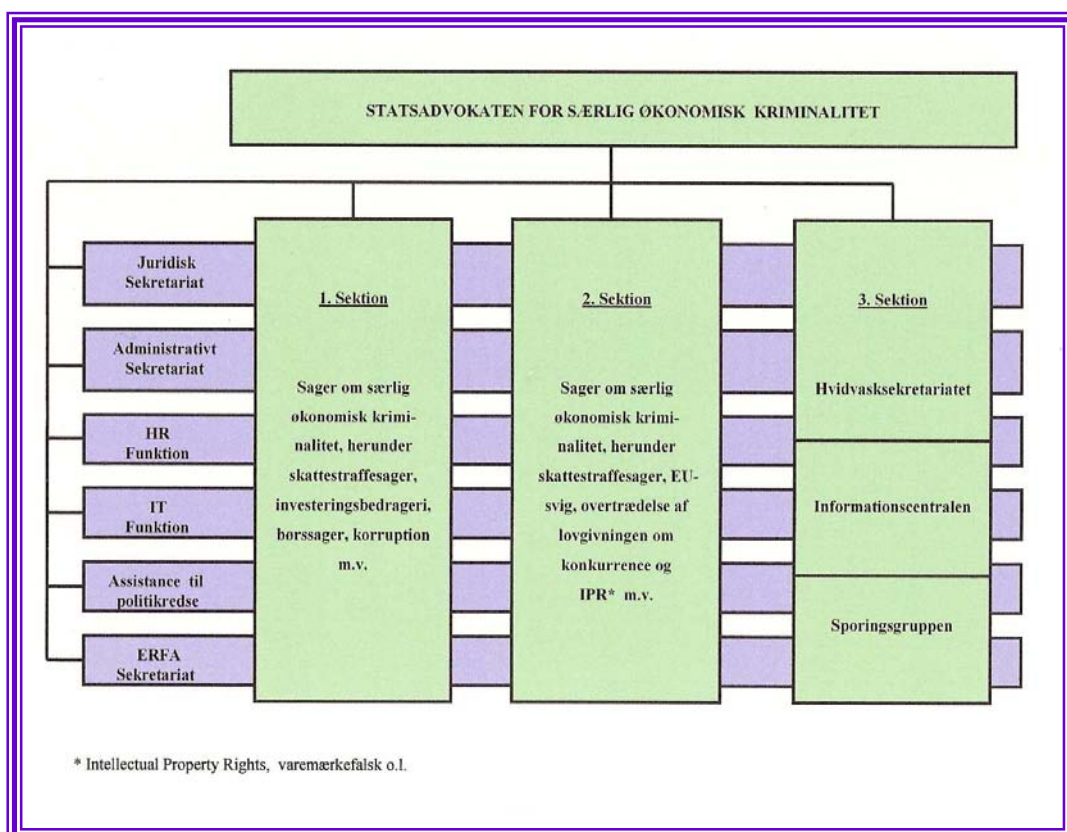 STATSADVOKATEN FOR SÆRLIG ØKONOMISK KRIMINALITET
Juridisk
Sekretariat
Administrativt
Sekretariat
HR
Funktion
IT
Funktion
Assistance til
politikredse
ERFA
Sekretariat
1. Sektion
Sager om særlig
økonomisk krimi-
nalitet, herunder
skattestraffesager,
investeringsbedrageri,
børssager, korruption
m.v.
2. Sektion
Sager om særlig
økonomisk krimi-
nalitet, herunder
skattestraffesager, EU-
svig, overtrædelse af
lovgivningen om
konkurrence og
IPR* m.v.
3. Sektion
Hvidvasksekretariatet
Informationscentralen
Sporingsgruppen
* Intellectual Property Rights, varemærkefalsk o.l.